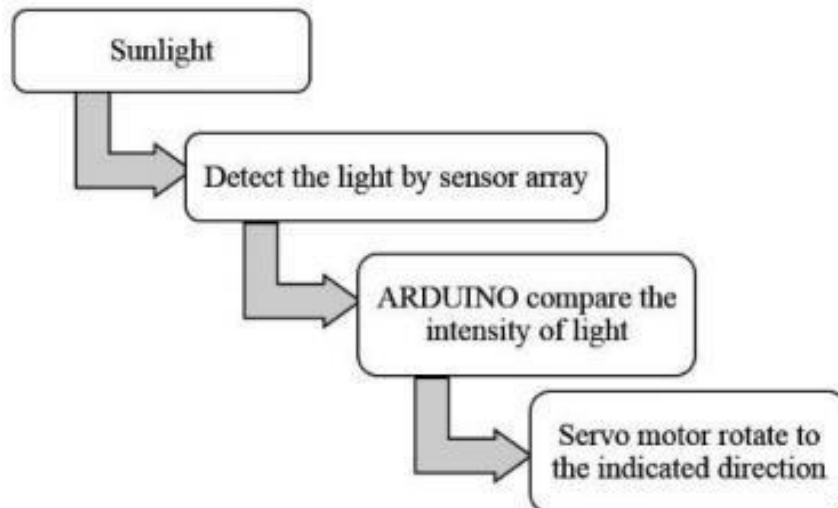 Sunlight
Detect the light by sensor array
ARDUINO compare the
intensity of light
Servo motor rotate to
the indicated direction